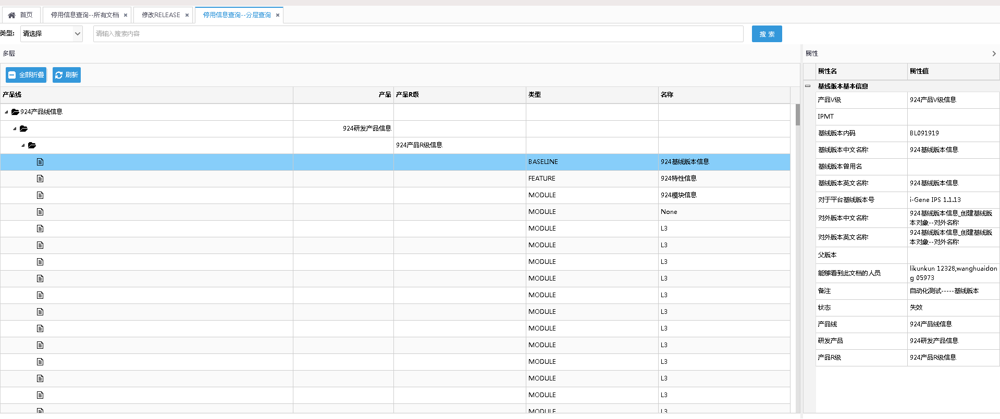 首页
停用信息查询--所有文档
修改RELEASE
停用信息查询--分层查询
类型: 请选择 请输入搜索内容 搜 索
多层
全部折叠 刷新
产品线 产品 产品R级 类型 名称
924产品线信息
924研发产品信息
924产品R级信息
BASELINE 924基线版本信息
FEATURE 924特性信息
MODULE 924模块信息
MODULE None
MODULE L3
MODULE L3
MODULE L3
MODULE L3
MODULE L3
MODULE L3
MODULE L3
MODULE L3
MODULE L3
MODULE L3
MODULE L3
MODULE L3
属性
属性名 属性值
基线版本基本信息
产品V级 924产品V级信息
IPMT
基线版本内码 BL091919
基线版本中文名称 924基线版本信息
基线版本曾用名
基线版本英文名称 924基线版本信息
对于平台基线版本号 i-Gene IPS 1.1.13
对外版本中文名称 924基线版本信息_创建基线版
本对象--对外名称
对外版本英文名称 924基线版本信息_创建基线版
本对象--对外名称
父版本
能够看到此文档的人员 likunkun 12328,wanghuaidon
g 05973
备注 自动化测试-----基线版本
状态 失效
产品线 924产品线信息
研发产品 924研发产品信息
产品R级 924产品R级信息